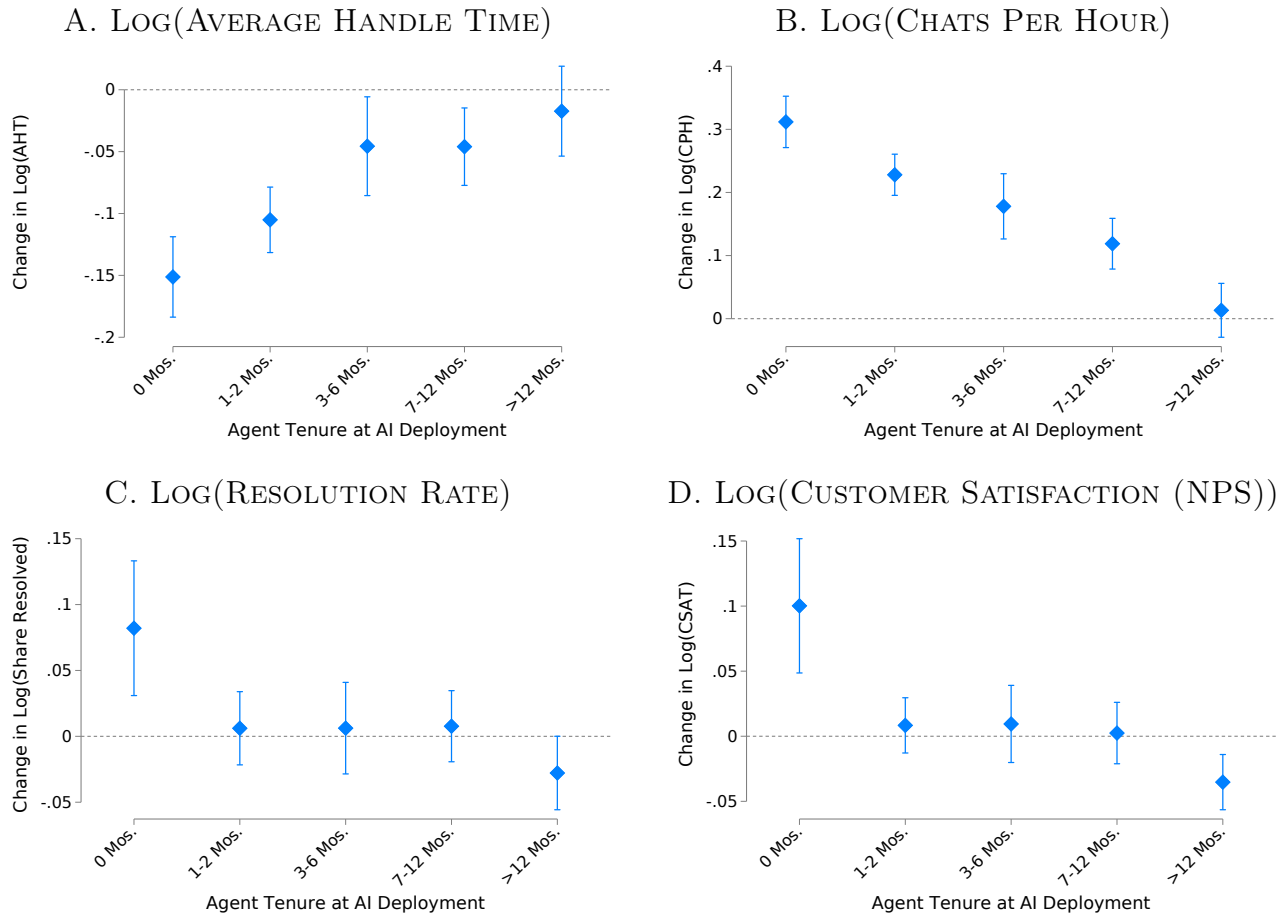 A. LOG(AVERAGE HANDLE TIME)
0
-.05
-.1
-.15
-.2
Change in Log(AHT)
0 Mos.
1-2 Mos.
3-6 Mos.
7-12 Mos.
>12 Mos.
Agent Tenure at AI Deployment
B. LOG(CHATS PER HOUR)
.4
.3
.2
.1
0
Change in Log(CPH)
0 Mos.
1-2 Mos.
3-6 Mos.
7-12 Mos.
>12 Mos.
Agent Tenure at AI Deployment
C. LOG(RESOLUTION RATE)
.15
.1
.05
0
-.05
Change in Log(Share Resolved)
0 Mos.
1-2 Mos.
3-6 Mos.
7-12 Mos.
>12 Mos.
Agent Tenure at AI Deployment
D. LOG(CUSTOMER SATISFACTION (NPS))
.15
.1
.05
0
-.05
Change in Log(CSAT)
0 Mos.
1-2 Mos.
3-6 Mos.
7-12 Mos.
>12 Mos.
Agent Tenure at AI Deployment